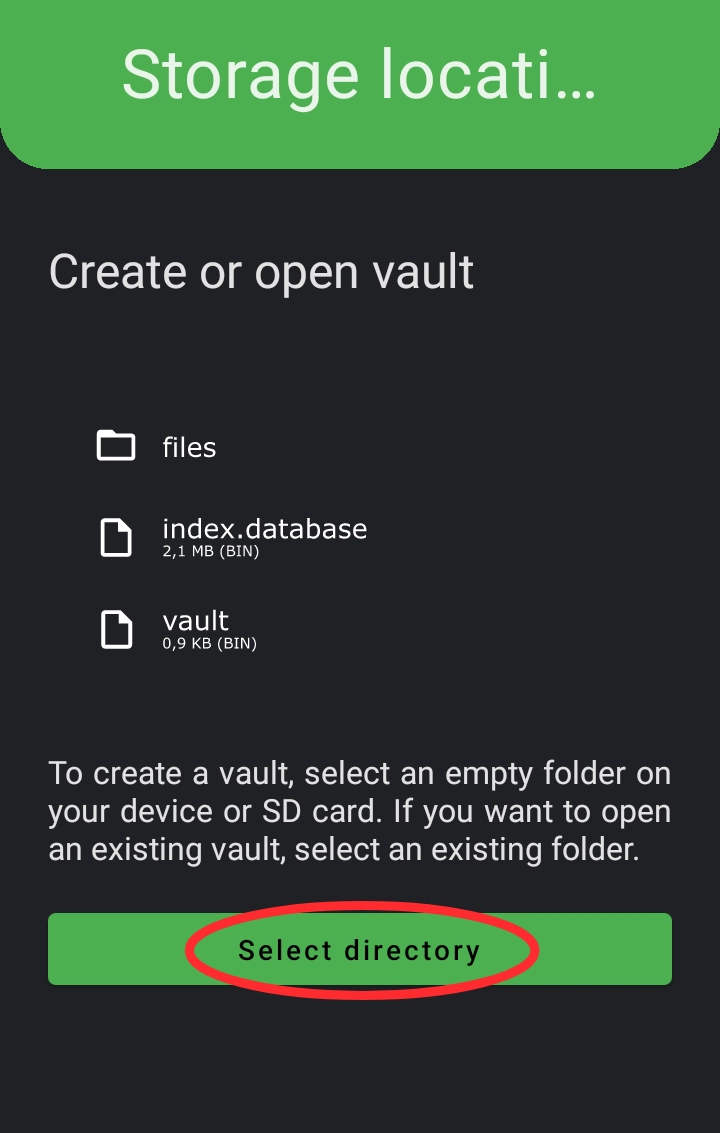 Storage locati…
Create or open vault
files
index.database
2,1 MB (BIN)
vault
0,9 KB (BIN)
To create a vault, select an empty folder on
your device or SD card. If you want to open
an existing vault, select an existing folder.
Select directory